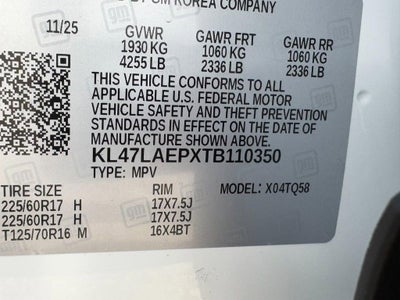 BY GM KOREA COMPANY
11/25 GVWR GAWR FRT GAWR RR
1930 KG 1060 KG 1060 KG
4255 LB 2336 LB 2336 LB
THIS VEHICLE CONFORMS TO ALL
APPLICABLE U.S. FEDERAL MOTOR
VEHICLE SAFETY AND THEFT PREVENTION
STANDARDS IN EFFECT ON THE DATE OF
MANUFACTURE SHOWN ABOVE.
KL47LAEPXTB110350
TYPE: MPV MODEL: X04TQ58
TIRE SIZE RIM
225/60R17 H 17X7.5J
225/60R17 H 17X7.5J
T125/70R16 M 16X4BT